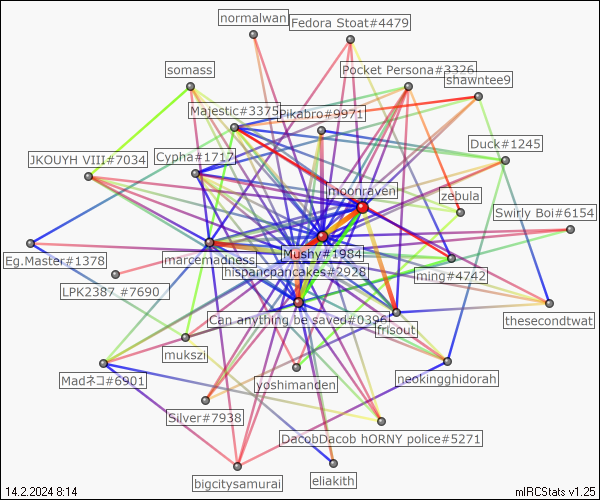 normalwan
Fedora Stoat#4479
somass
Pocket Persona#3326
shawntee9
Majestic#3375
Pikabro#9971
Duck#1245
JKOUYH VIII#7034
Cypha#1717
moonraven
zebula
Swirly Boi#6154
Eg.Master#1378
marcemadness
Mushy#1984
hispancpancakes#2928
ming#4742
LPK2387 #7690
Can anything be saved#0396
frisout
thesecondtwat
mukszi
Madネコ#6901
yoshimanden
neokingghidorah
Silver#7938
DacobDacob hORNY police#5271
bigcitysamurai
eliakith
14.2.2024 8:14
mIRCStats v1.25